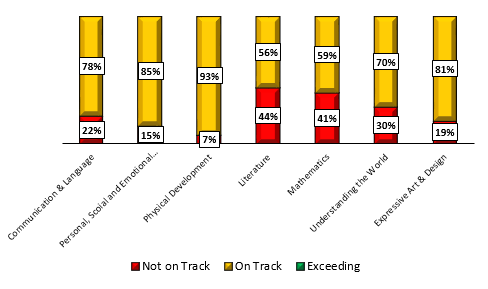 78% 85% 93% 56% 59% 70% 81%
22% 15% 7% 44% 41% 30% 19%
Communication & Language
Personal, Scoial and Emotional...
Physical Development
Literature
Mathematics
Understanding the World
Expressive Art & Design
Not on Track On Track Exceeding